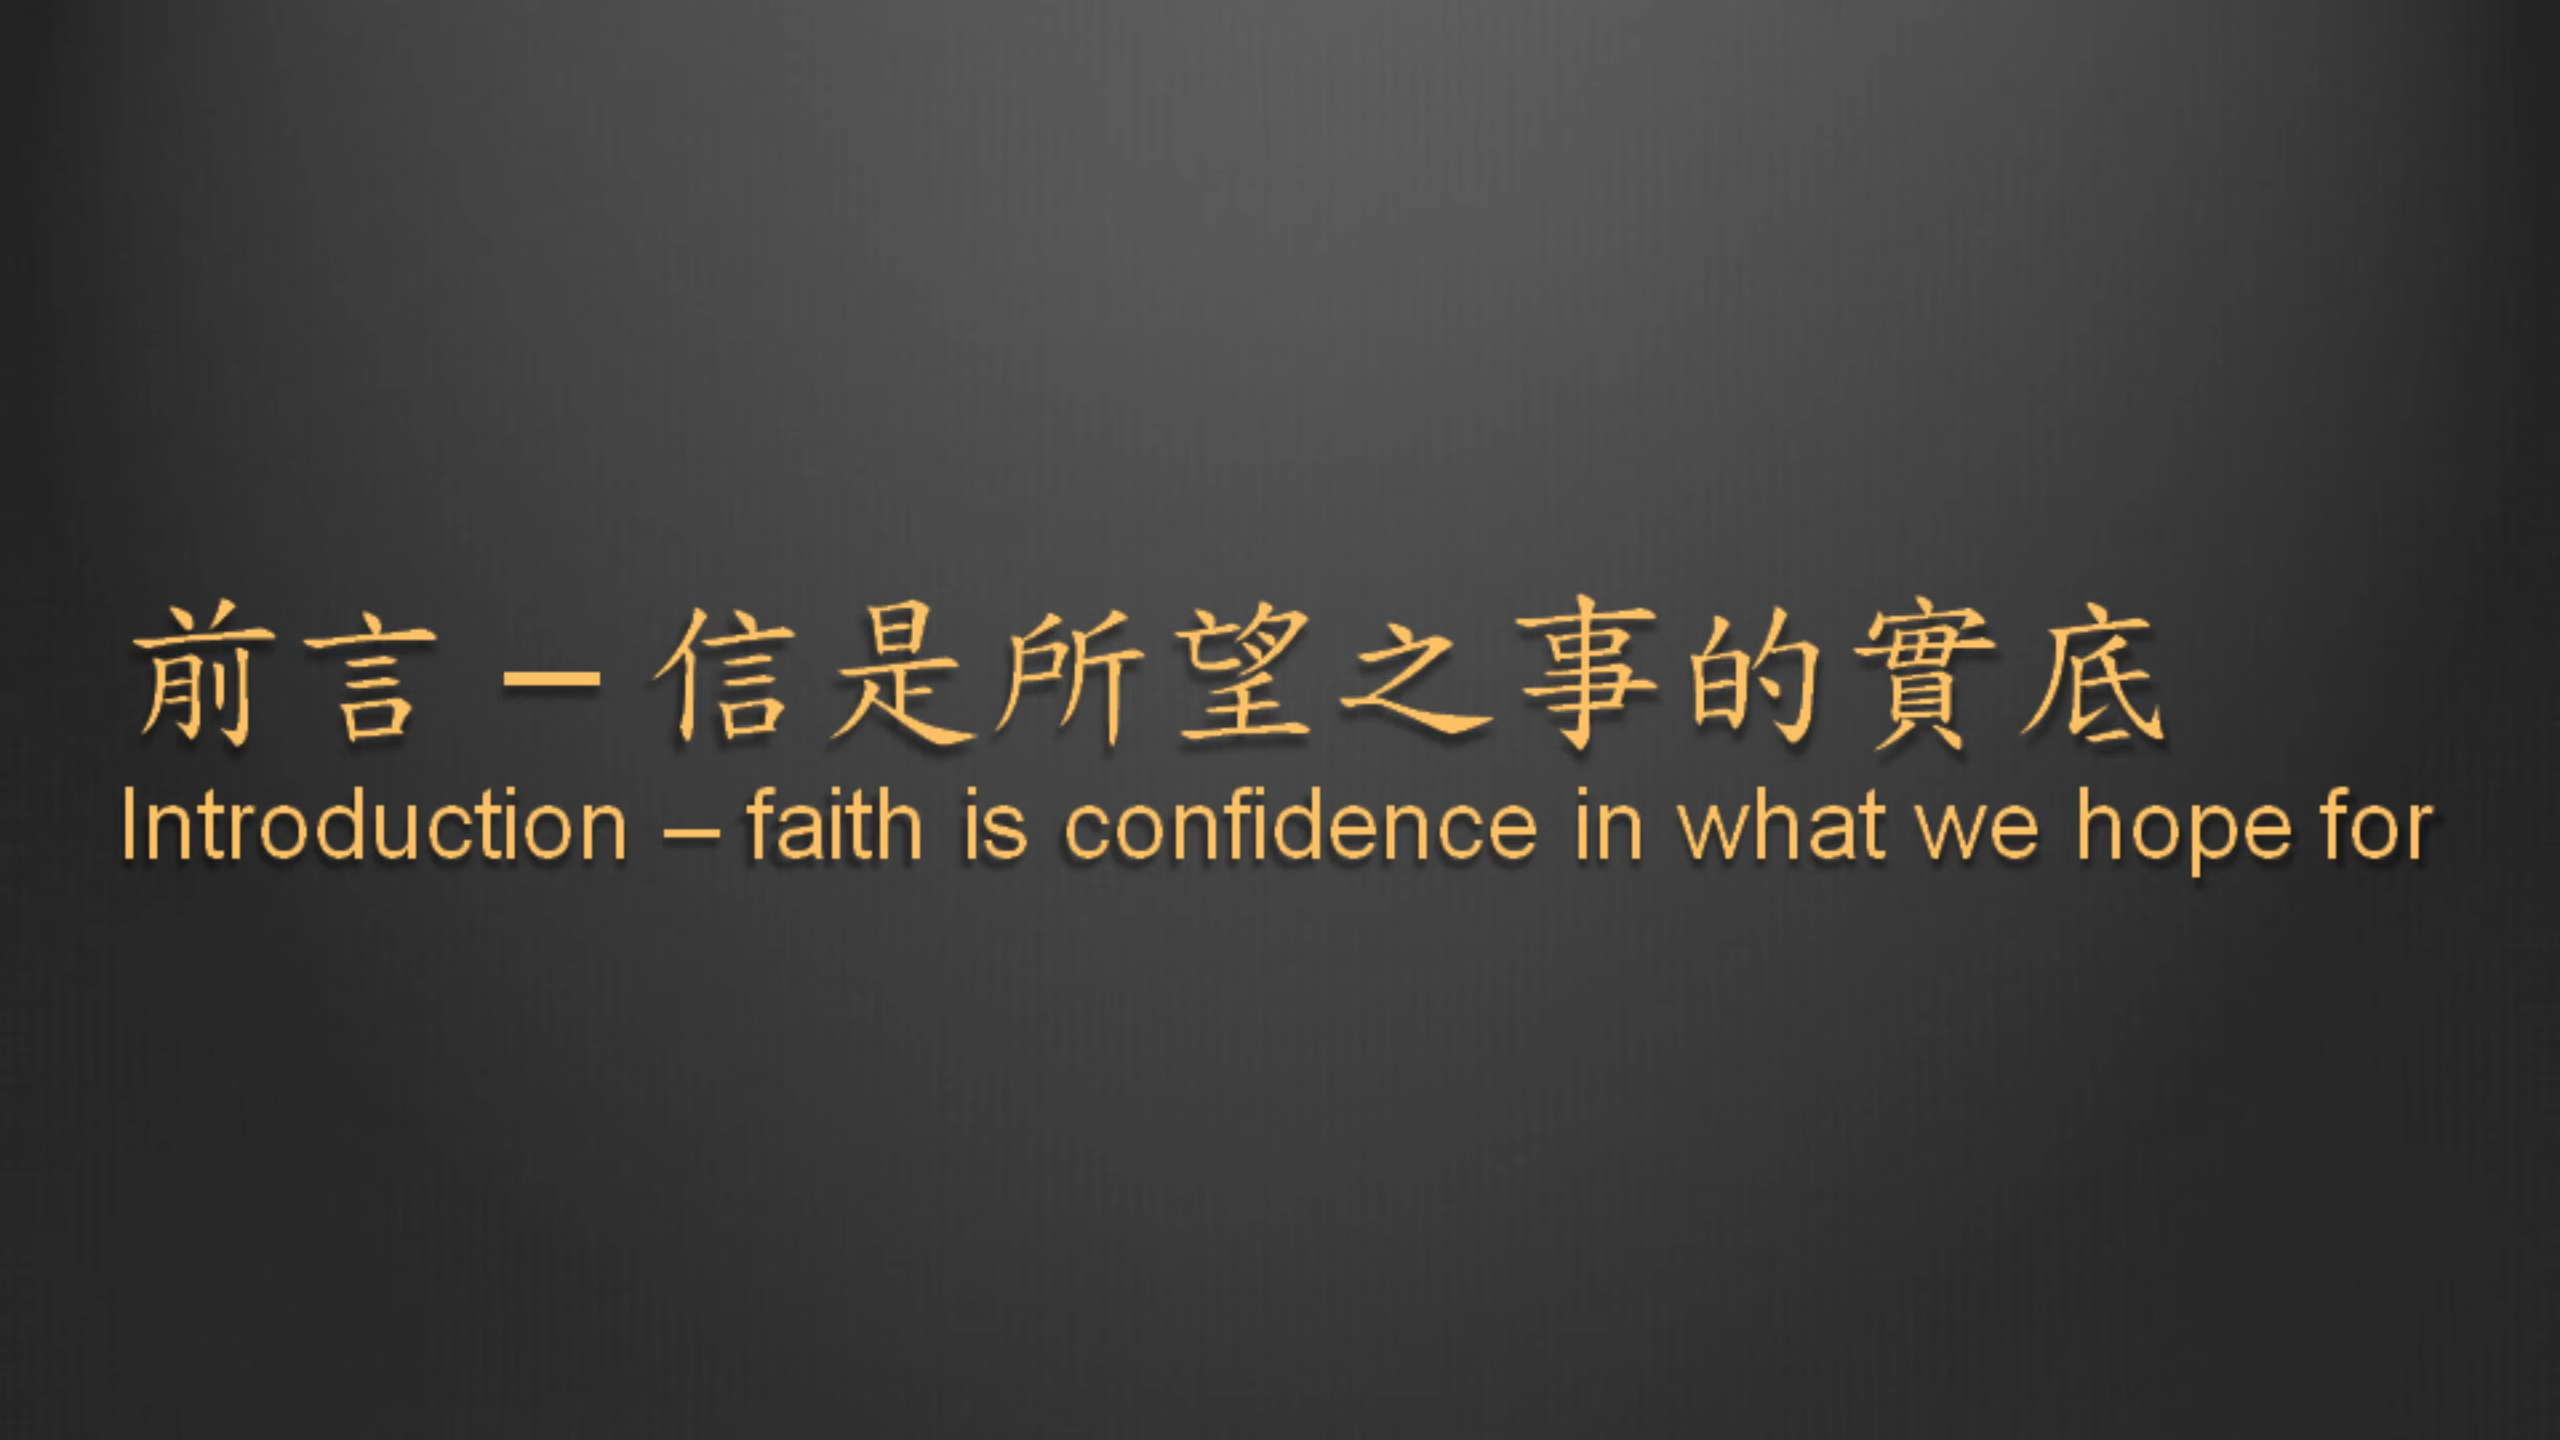 前言 – 信是所望之事的實底
Introduction – faith is confidence in what we hope for